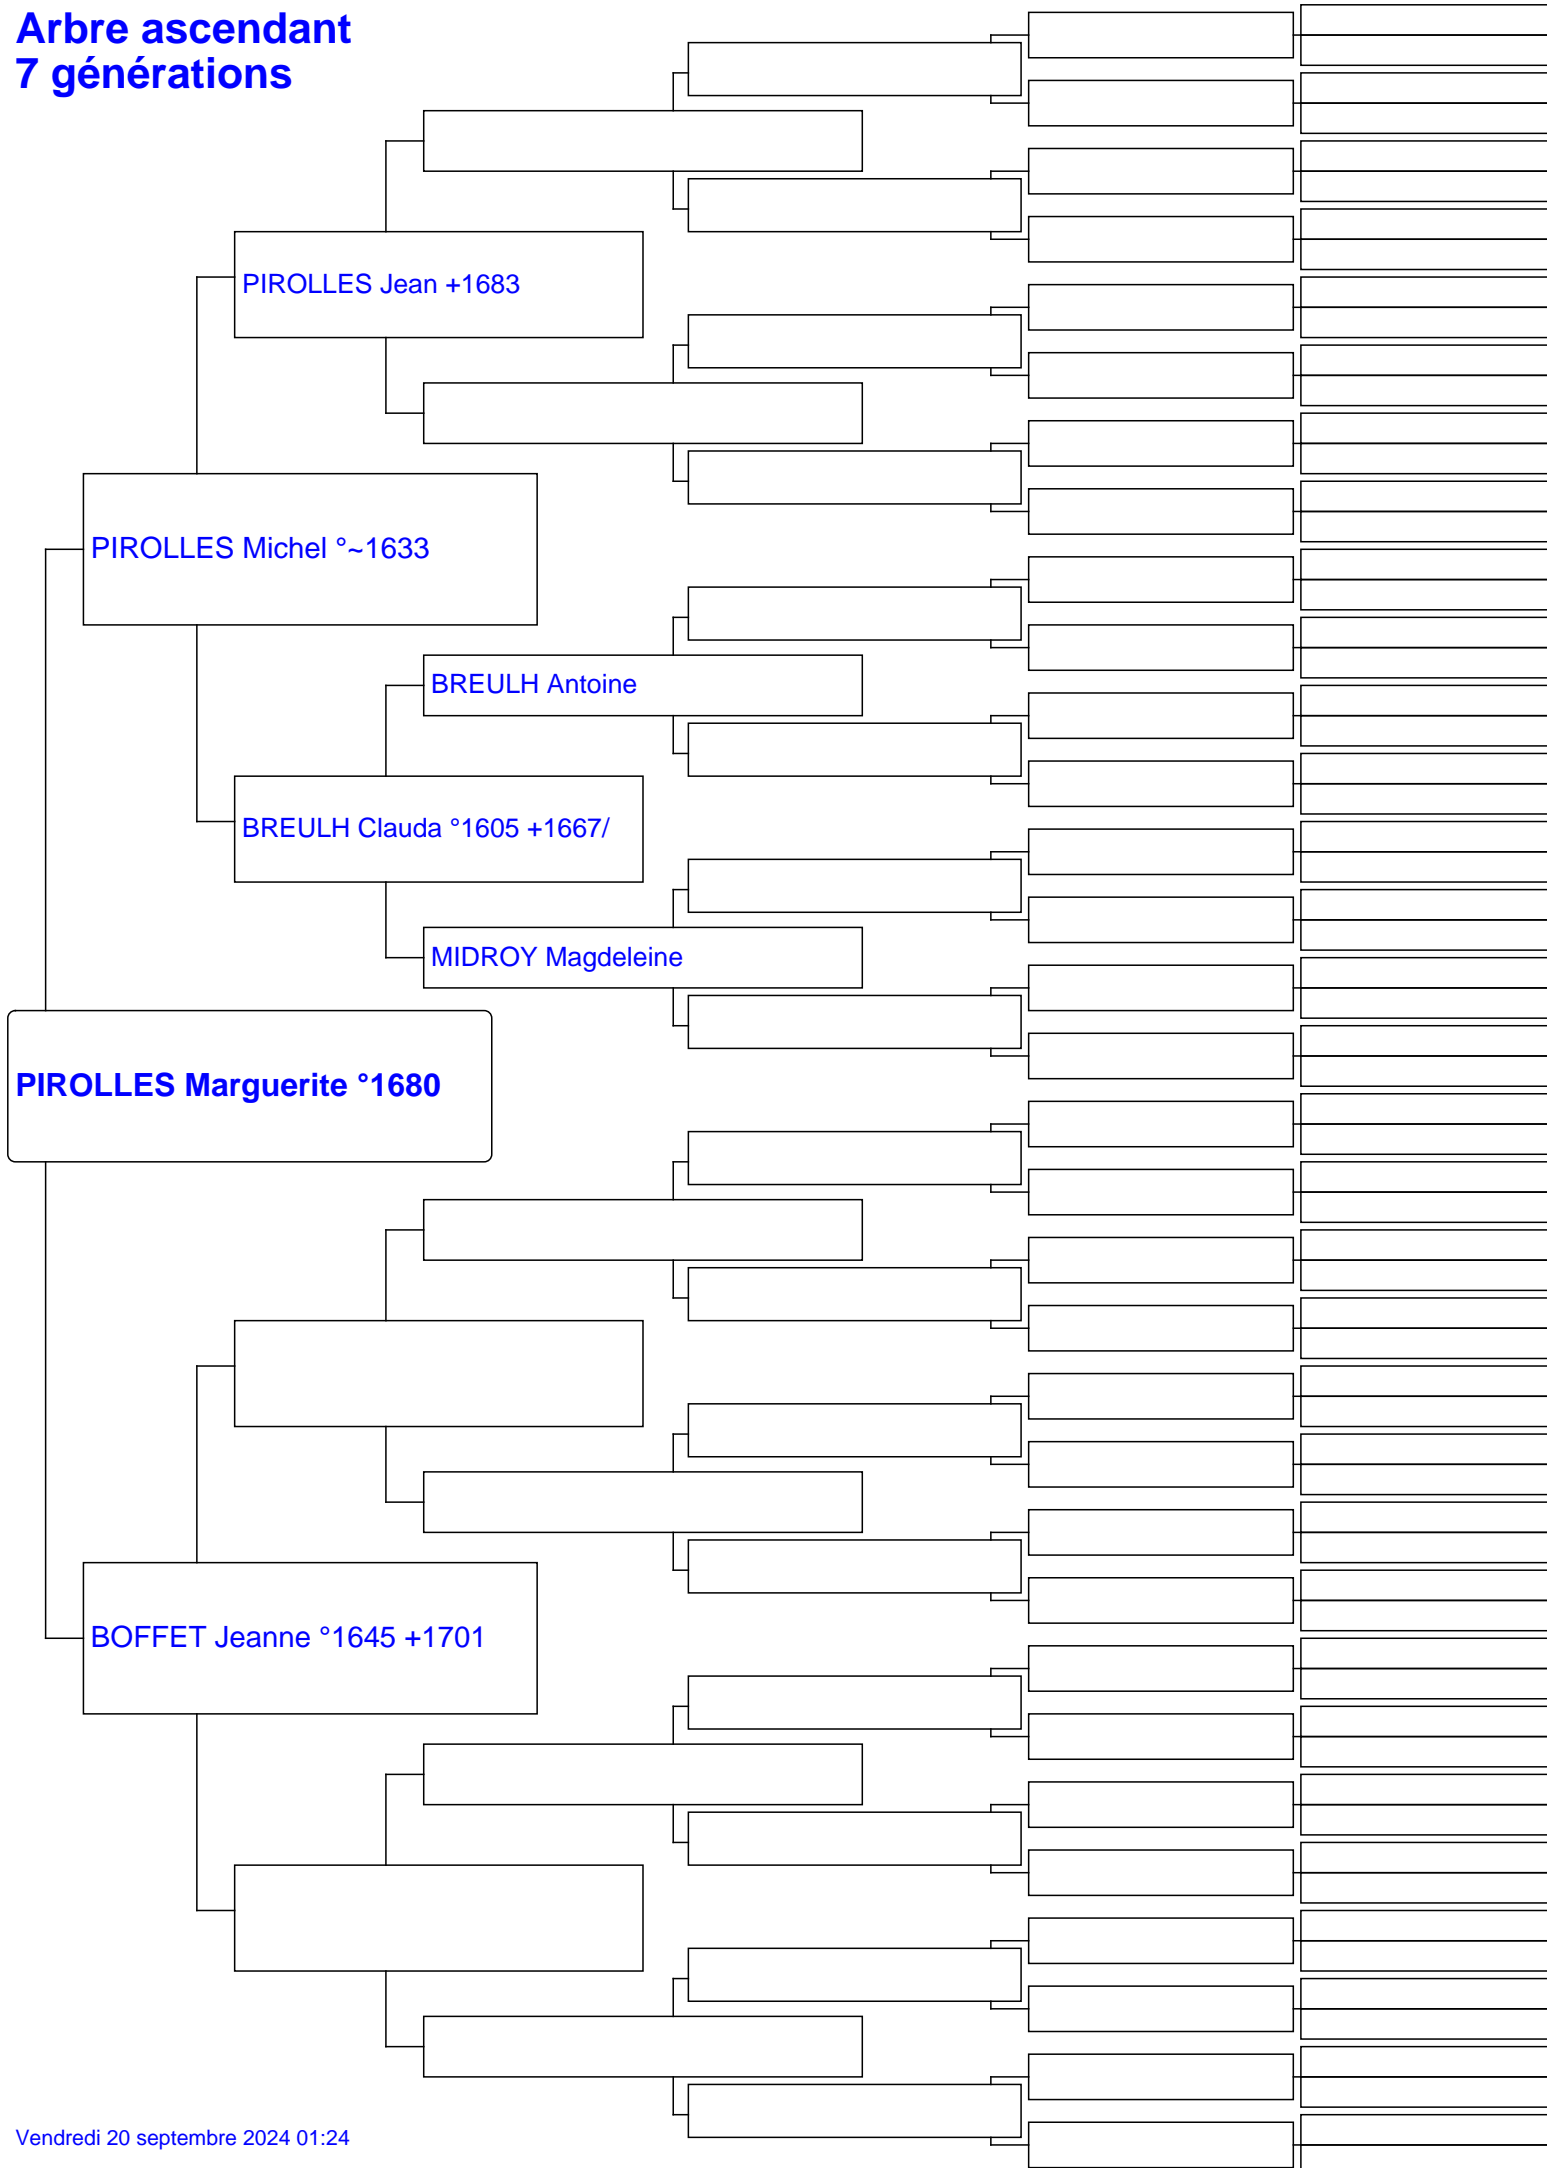 Arbre ascendant
7 générations
PIROLLES Jean +1683
PIROLLES Michel °~1633
BREULH Antoine
BREULH Clauda °1605 +1667/
MIDROY Magdeleine
PIROLLES Marguerite °1680
BOFFET Jeanne °1645 +1701
Vendredi 20 septembre 2024 01:24